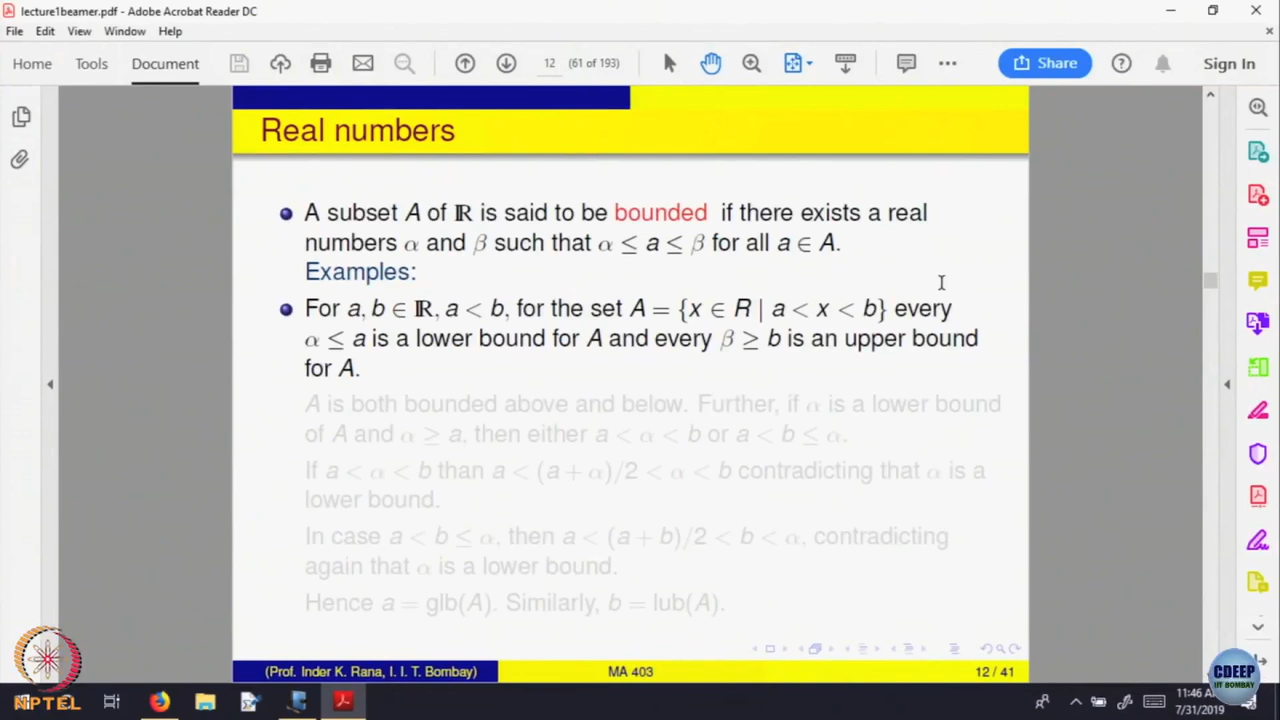 lecture1beamer.pdf - Adobe Acrobat Reader DC
File Edit View Window Help
Home Tools Document 12 (61 of 193) Share Sign In
Real numbers
A subset A of ℝ is said to be bounded if there exists a real
numbers α and β such that α ≤ a ≤ β for all a ∈ A.
Examples:
For a, b ∈ ℝ, a < b, for the set A = {x ∈ R | a < x < b} every
α ≤ a is a lower bound for A and every β ≥ b is an upper bound
for A.
A is both bounded above and below. Further, if α is a lower bound
of A and α ≥ a, then either a < α < b or a < b ≤ α.
If a < α < b than a < (a + α)/2 < α < b contradicting that α is a
lower bound.
In case a < b ≤ α, then a < (a + b)/2 < b < α, contradicting
again that α is a lower bound.
Hence a = glb(A). Similarly, b = lub(A).
(Prof. Inder K. Rana, I. I. T. Bombay) MA 403 12 / 41
NPTEL
CDEEP
IIT BOMBAY
11:46
7/31/2019